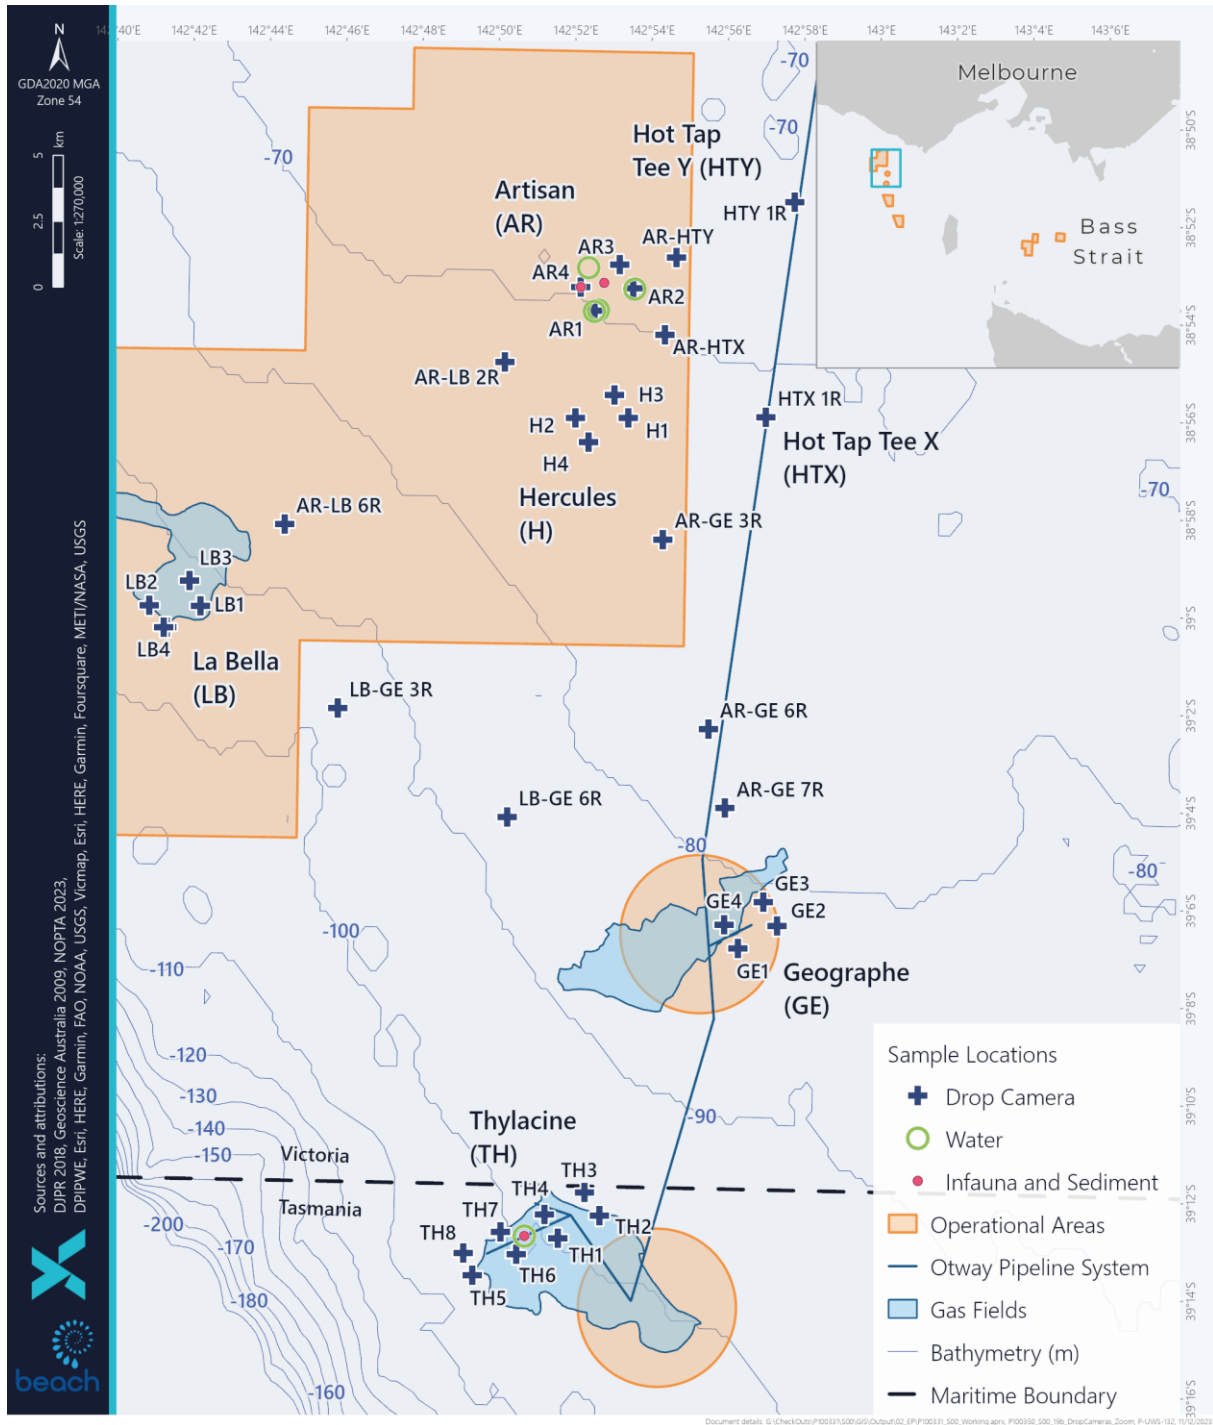 142°40'E 142°42'E 142°44'E 142°46'E 142°48'E 142°50'E 142°52'E 142°54'E 142°56'E 142°58'E 143°E 143°2'E 143°4'E 143°6'E
N
GDA2020 MGA
Zone 54
0 2.5 5
km
Scale: 1:270,000
Sources and attributions:
DJPR 2018, Geoscience Australia 2009, NOPTA 2023,
DPIPWE, Esri, HERE, Garmin, FAO, NOAA, USGS, Vicmap, Esri, HERE, Garmin, Foursquare, METI/NASA, USGS
beach
Melbourne
Bass
Strait
38°50'S
38°52'S
38°54'S
38°56'S
38°58'S
39°S
39°2'S
39°4'S
39°6'S
39°8'S
39°10'S
39°12'S
39°14'S
39°16'S
-70
-70
-70
Hot Tap
Tee Y (HTY)
Artisan
(AR)
HTY 1R
AR-HTY
AR3
AR4
AR2
AR1
AR-HTX
AR-LB 2R
H3
HTX 1R
H2
H1
Hot Tap Tee X
(HTX)
H4
-70
Hercules
(H)
AR-LB 6R
AR-GE 3R
LB3
LB2
LB1
LB4
La Bella
(LB)
LB-GE 3R
AR-GE 6R
AR-GE 7R
LB-GE 6R
-80
-80
GE3
GE4
GE2
GE1
Geographe
(GE)
-100
-110
-120
-130
-140
-150
-90
Thylacine
(TH)
Victoria
Tasmania
TH3
TH4
TH7
TH2
TH8
TH1
TH6
TH5
-200
-170
-180
-160
Sample Locations
Drop Camera
Water
Infauna and Sediment
Operational Areas
Otway Pipeline System
Gas Fields
Bathymetry (m)
Maritime Boundary